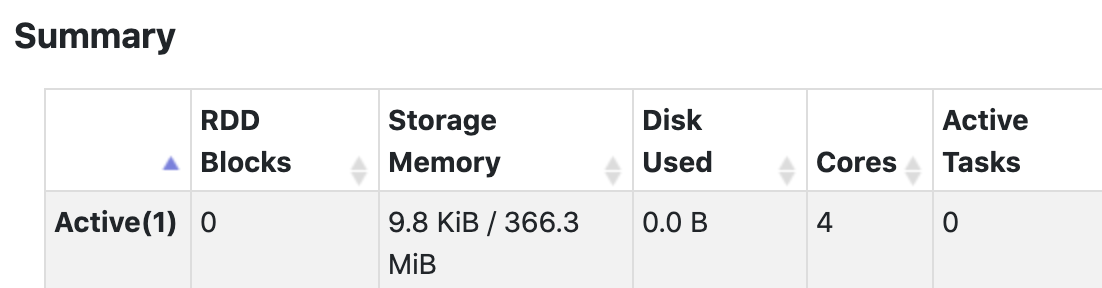 Summary
RDD Blocks
Storage Memory
Disk Used
Cores
Active Tasks
Active(1) 0 9.8 KiB / 366.3 MiB 0.0 B 4 0